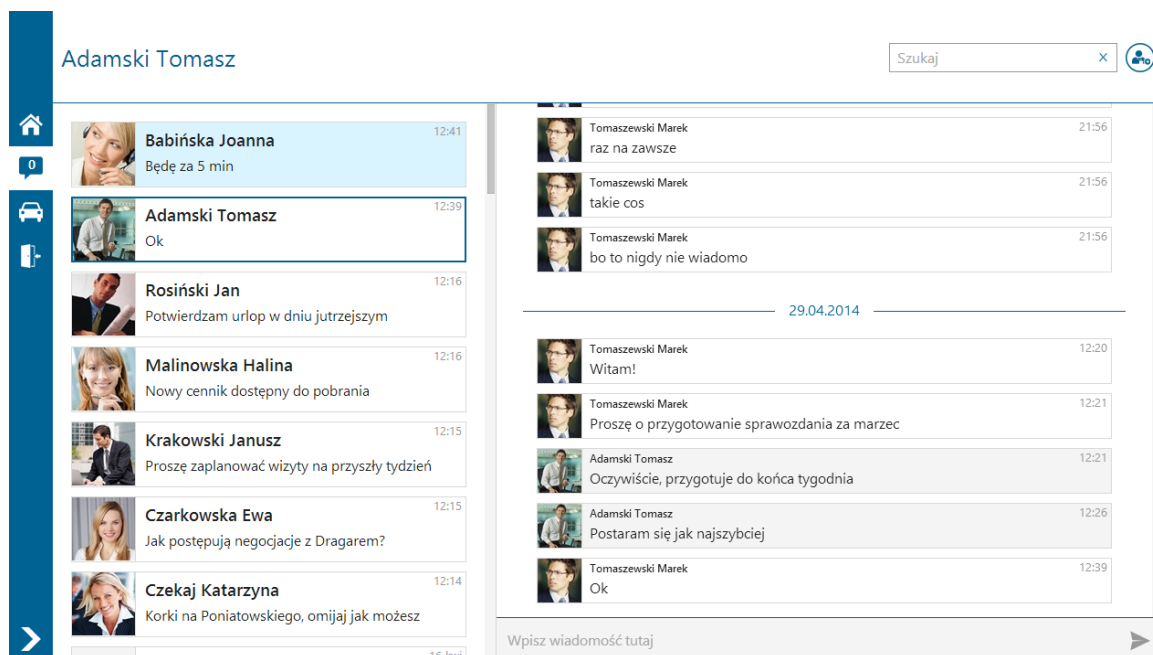 Adamski Tomasz
Szukaj
0
Babińska Joanna
12:41
Będę za 5 min
Adamski Tomasz
12:39
Ok
Rosiński Jan
12:16
Potwierdzam urlop w dniu jutrzejszym
Malinowska Halina
12:16
Nowy cennik dostępny do pobrania
Krakowski Janusz
12:15
Proszę zaplanować wizyty na przyszły tydzień
Czarkowska Ewa
12:15
Jak postępują negocjacje z Dragarem?
Czekaj Katarzyna
12:14
Korki na Poniatowskiego, omijaj jak możesz
Tomaszewski Marek
21:56
raz na zawsze
Tomaszewski Marek
21:56
takie cos
Tomaszewski Marek
21:56
bo to nigdy nie wiadomo
29.04.2014
Tomaszewski Marek
12:20
Witam!
Tomaszewski Marek
12:21
Proszę o przygotowanie sprawozdania za marzec
Adamski Tomasz
12:21
Oczywiście, przygotuje do końca tygodnia
Adamski Tomasz
12:26
Postaram się jak najszybciej
Tomaszewski Marek
12:39
Ok
Wpisz wiadomość tutaj